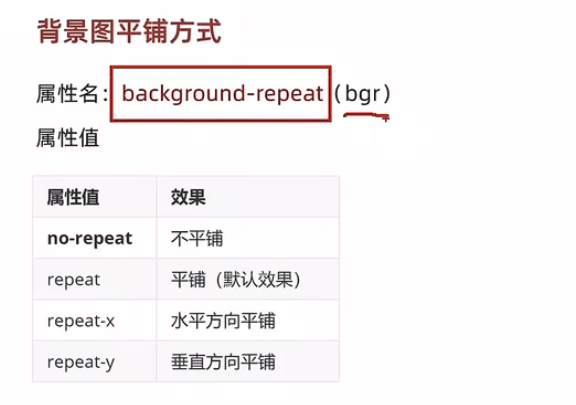 背景图平铺方式
属性名：background-repeat（bgr）
属性值
属性值 效果
no-repeat 不平铺
repeat 平铺（默认效果）
repeat-x 水平方向平铺
repeat-y 垂直方向平铺